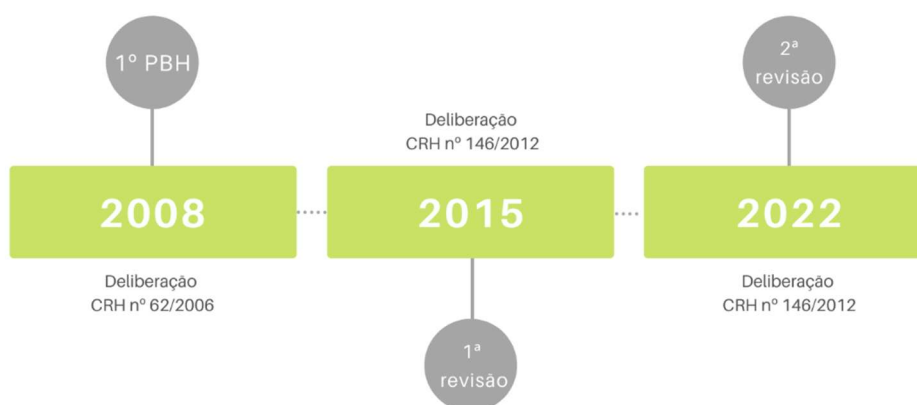 1º PBH
2008
Deliberação
CRH nº 62/2006
Deliberação
CRH nº 146/2012
2015
1ª
revisão
2ª
revisão
2022
Deliberação
CRH nº 146/2012